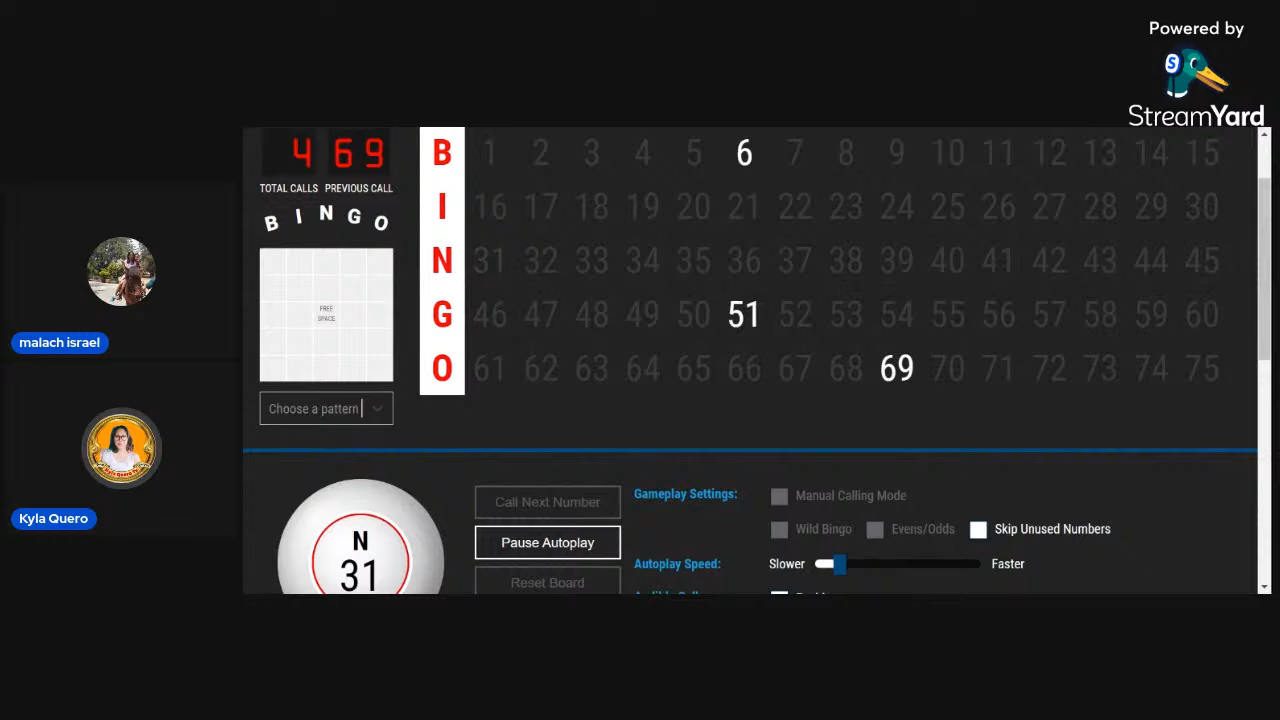 Powered by
S
StreamYard
4 69
TOTAL CALLS PREVIOUS CALL
B I N G O
FREE
SPACE
Choose a pattern
B 1 2 3 4 5 6 7 8 9 10 11 12 13 14 15
I 16 17 18 19 20 21 22 23 24 25 26 27 28 29 30
N 31 32 33 34 35 36 37 38 39 40 41 42 43 44 45
G 46 47 48 49 50 51 52 53 54 55 56 57 58 59 60
O 61 62 63 64 65 66 67 68 69 70 71 72 73 74 75
malach israel
Kyla Quero
N
31
Call Next Number
Pause Autoplay
Reset Board
Gameplay Settings:
Manual Calling Mode
Wild Bingo Evens/Odds Skip Unused Numbers
Autoplay Speed:
Slower Faster